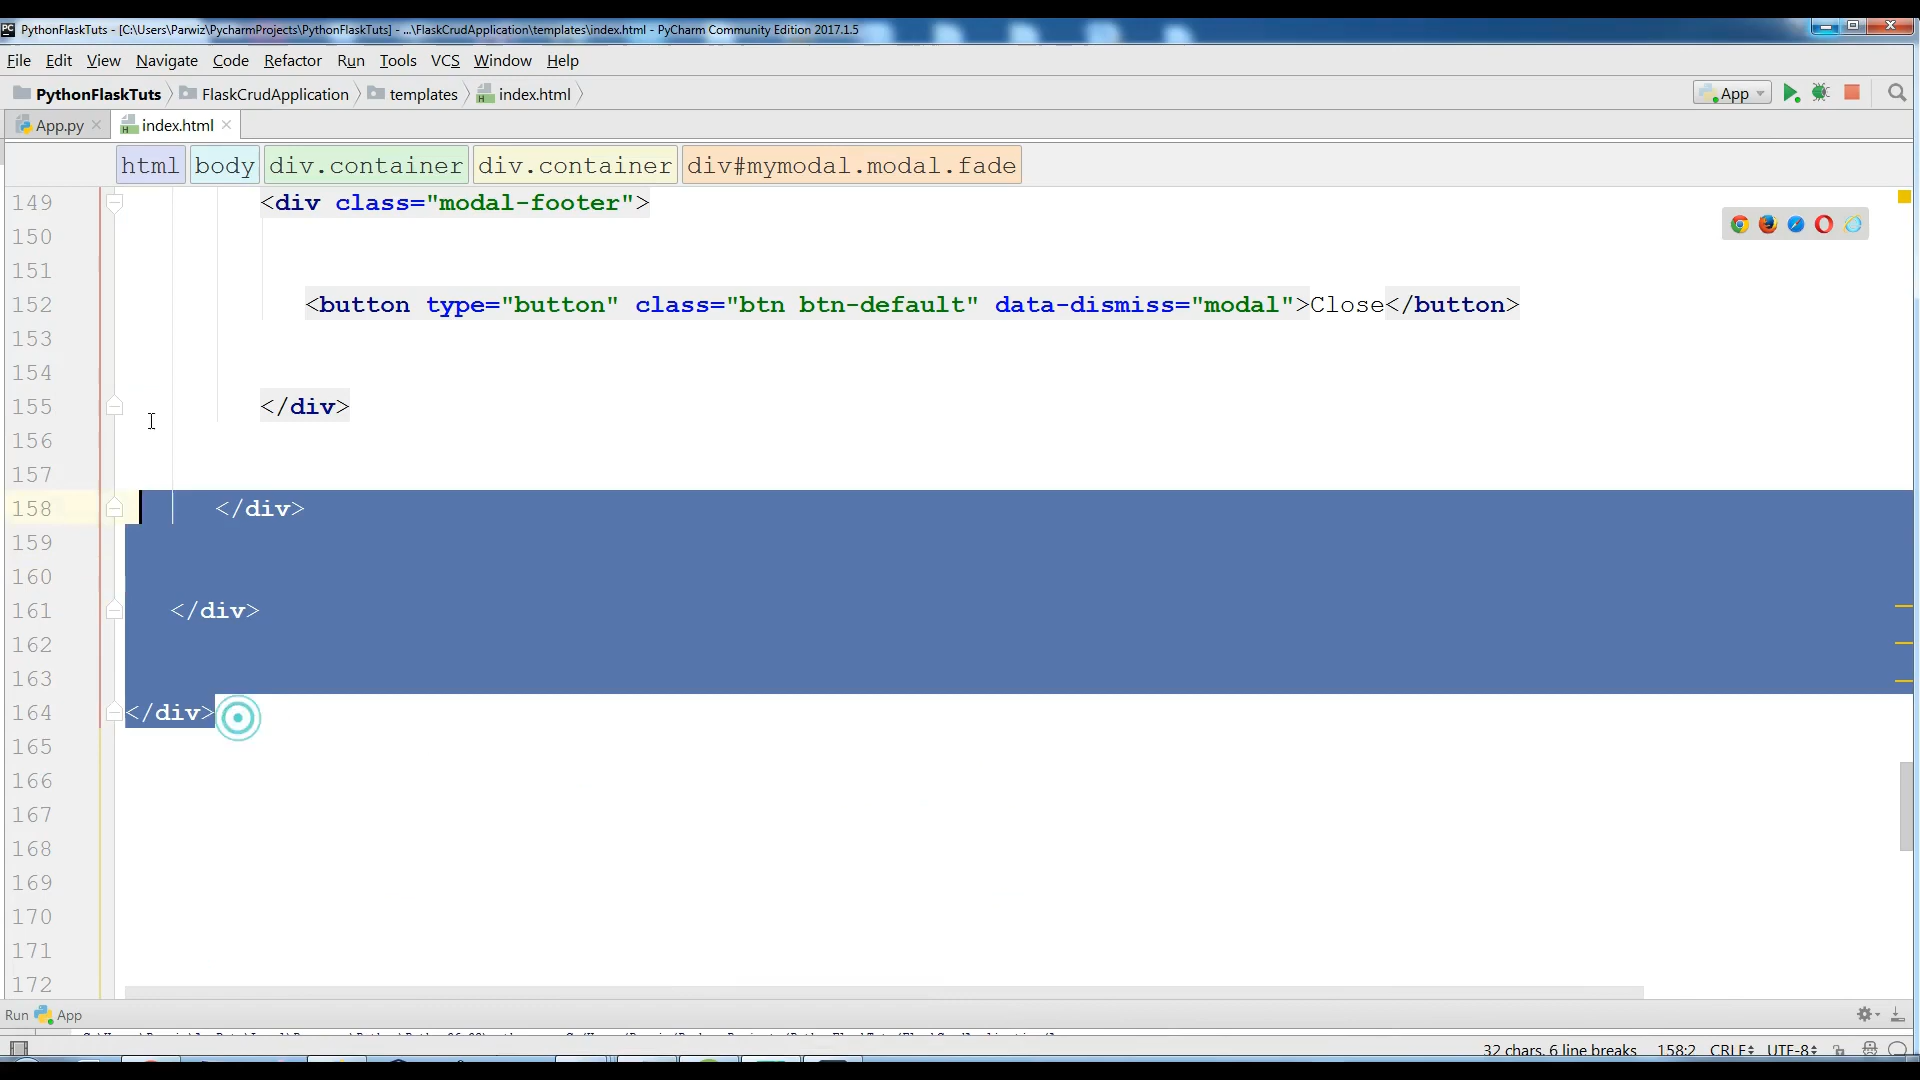 PythonFlaskTuts - [C:\Users\Parwiz\PycharmProjects\PythonFlaskTuts] - ...\FlaskCrudApplication\templates\index.html - PyCharm Community Edition 2017.1.5
File Edit View Navigate Code Refactor Run Tools VCS Window Help
PythonFlaskTuts FlaskCrudApplication templates index.html App
App.py index.html
html body div.container div.container div#mymodal.modal.fade
149 <div class="modal-footer">
150
151
152 <button type="button" class="btn btn-default" data-dismiss="modal">Close</button>
153
154
155 </div>
156
157
158 </div>
159
160
161 </div>
162
163
164 </div>
165
166
167
168
169
170
171
172
Run App
32 chars, 6 line breaks 158:2 CRLF UTF-8